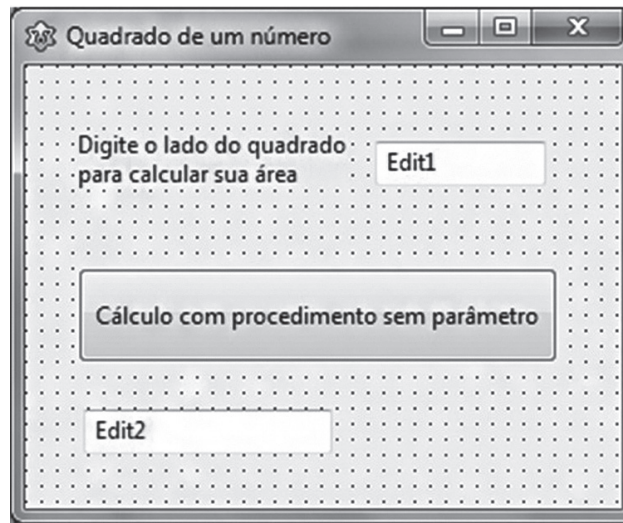 Quadrado de um número
Digite o lado do quadrado
para calcular sua área
Edit1
Cálculo com procedimento sem parâmetro
Edit2